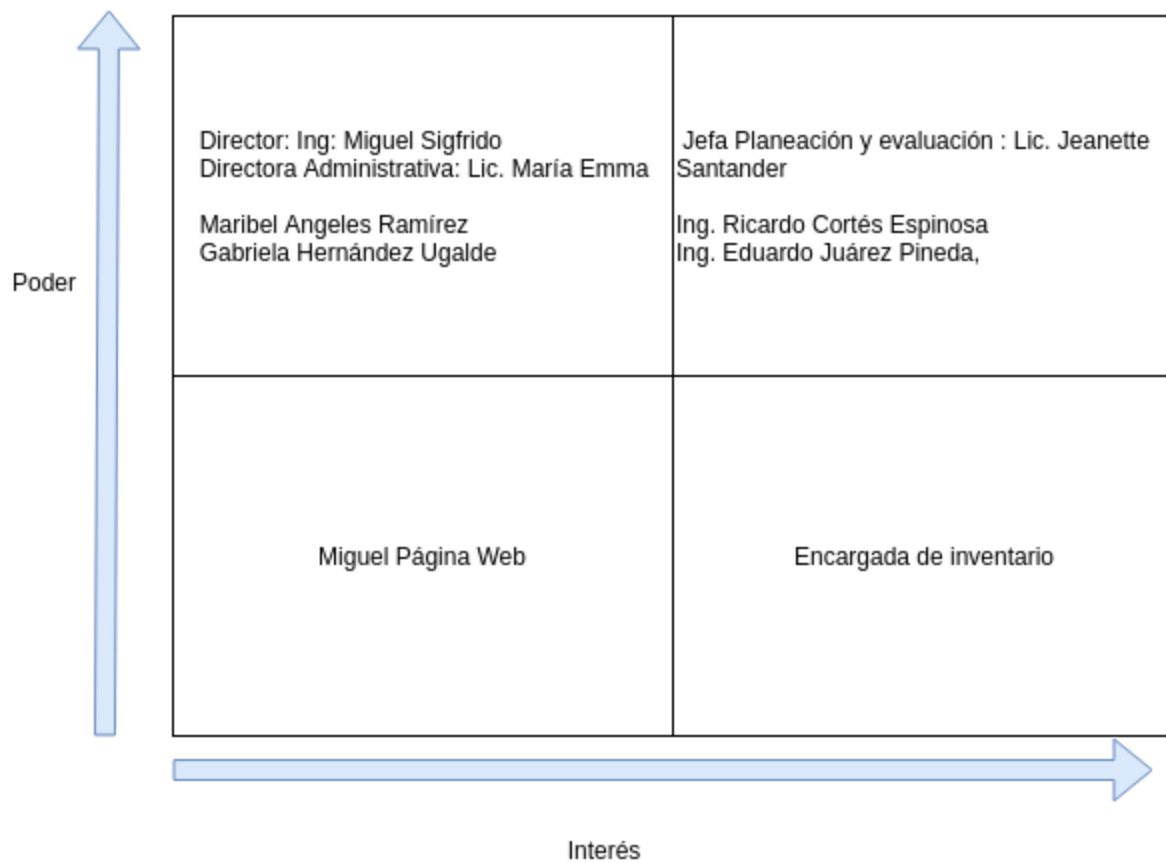 Director: Ing: Miguel Sigfrido
Directora Administrativa: Lic. María Emma
Maribel Angeles Ramírez
Gabriela Hernández Ugalde
Jefa Planeación y evaluación : Lic. Jeanette
Santander
Ing. Ricardo Cortés Espinosa
Ing. Eduardo Juárez Pineda,
Poder
Miguel Página Web
Encargada de inventario
Interés